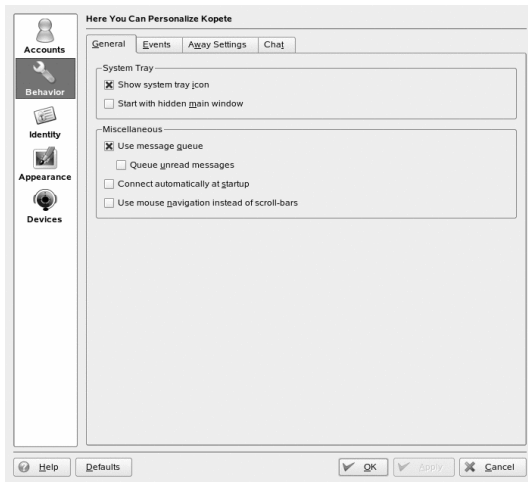 Here You Can Personalize Kopete
Accounts
Behavior
Identity
Appearance
Devices
General Events Away Settings Chat
System Tray
Show system tray icon
Start with hidden main window
Miscellaneous
Use message queue
Queue unread messages
Connect automatically at startup
Use mouse navigation instead of scroll-bars
Help Defaults OK Apply Cancel